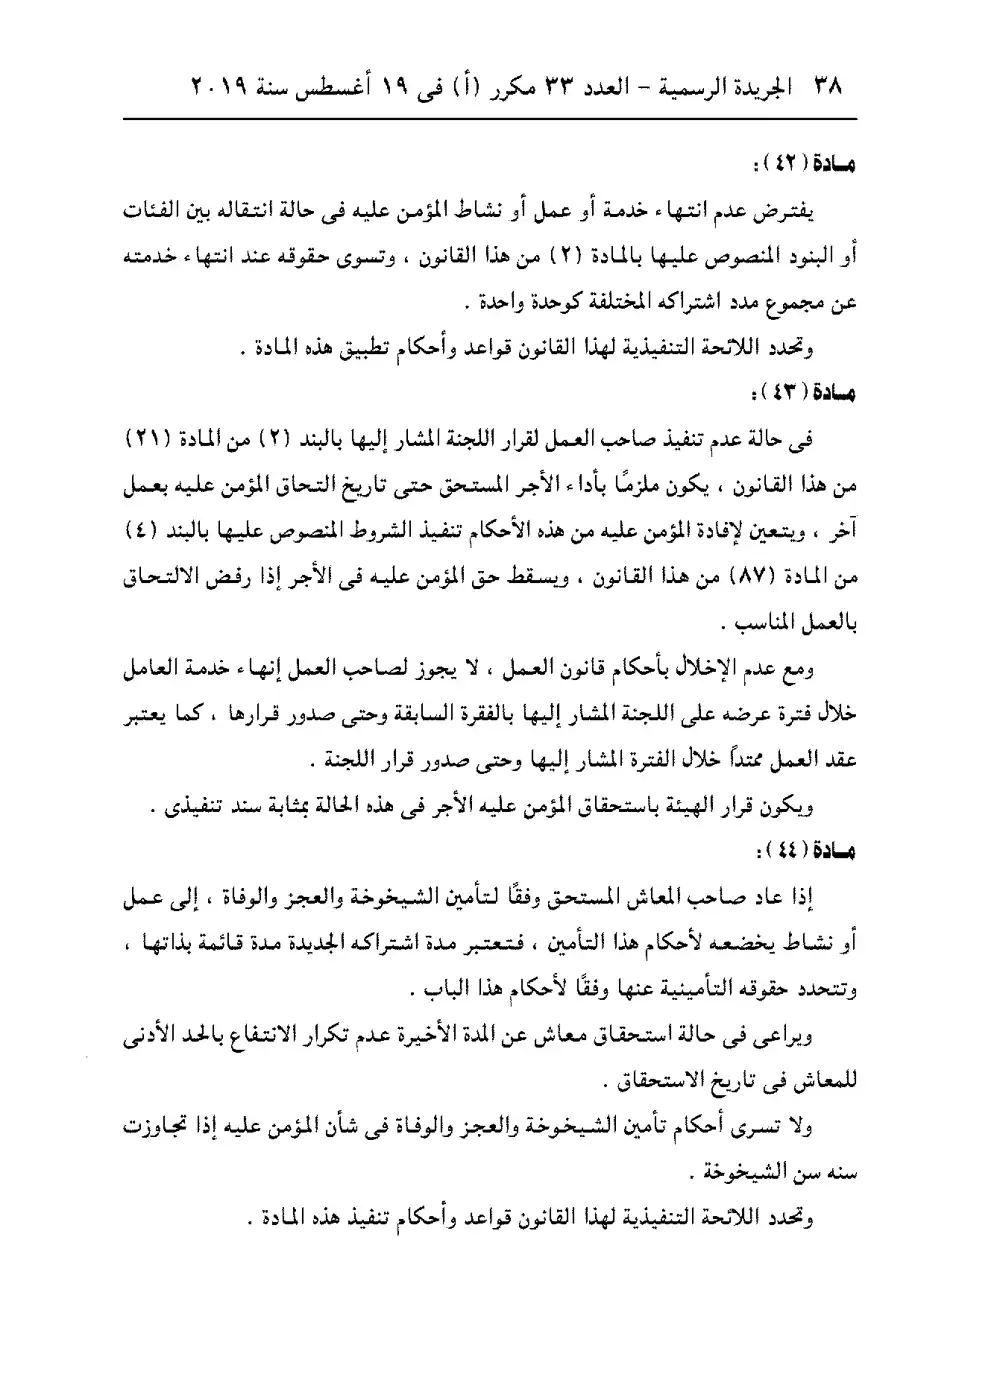 ٣٨ الجريدة الرسمية - العدد ٣٣ مكرر (أ) فى ١٩ أغسطس سنة ٢٠١٩
مـادة (٤٢):
يفترض عدم انتهاء خدمة أو عمل أو نشاط المؤمن عليه فى حالة انتقاله بين الفئات
أو البنود المنصوص عليها بالمادة (٢) من هذا القانون ، وتسوى حقوقه عند انتهاء خدمته
عن مجموع مدد اشتراكه المختلفة كوحدة واحدة .
وتحدد اللائحة التنفيذية لهذا القانون قواعد وأحكام تطبيق هذه المادة .
مـادة (٤٣):
فى حالة عدم تنفيذ صاحب العمل لقرار اللجنة المشار إليها بالبند (٢) من المادة (٢١)
من هذا القانون ، يكون ملزمًا بأداء الأجر المستحق حتى تاريخ التحاق المؤمن عليه بعمل
آخر ، ويتعين لإفادة المؤمن عليه من هذه الأحكام تنفيذ الشروط المنصوص عليها بالبند (٤)
من المادة (٨٧) من هذا القانون ، ويسقط حق المؤمن عليه فى الأجر إذا رفض الالتحاق
بالعمل المناسب .
ومع عدم الإخلال بأحكام قانون العمل ، لا يجوز لصاحب العمل إنهاء خدمة العامل
خلال فترة عرضه على اللجنة المشار إليها بالفقرة السابقة وحتى صدور قرارها ، كما يعتبر
عقد العمل ممتداً خلال الفترة المشار إليها وحتى صدور قرار اللجنة .
ويكون قرار الهيئة باستحقاق المؤمن عليه الأجر فى هذه الحالة بمثابة سند تنفيذى .
مـادة (٤٤):
إذا عاد صاحب المعاش المستحق وفقًا لتأمين الشيخوخة والعجز والوفاة ، إلى عمل
أو نشاط يخضعه لأحكام هذا التأمين ، فتعتبر مدة اشتراكه الجديدة مدة قائمة بذاتها ،
وتتحدد حقوقه التأمينية عنها وفقًا لأحكام هذا الباب .
ويراعى فى حالة استحقاق معاش عن المدة الأخيرة عدم تكرار الانتفاع بالحد الأدنى
للمعاش فى تاريخ الاستحقاق .
ولا تسرى أحكام تأمين الشيخوخة والعجز والوفاة فى شأن المؤمن عليه إذا تجاوزت
سنه سن الشيخوخة .
وتحدد اللائحة التنفيذية لهذا القانون قواعد وأحكام تنفيذ هذه المادة .